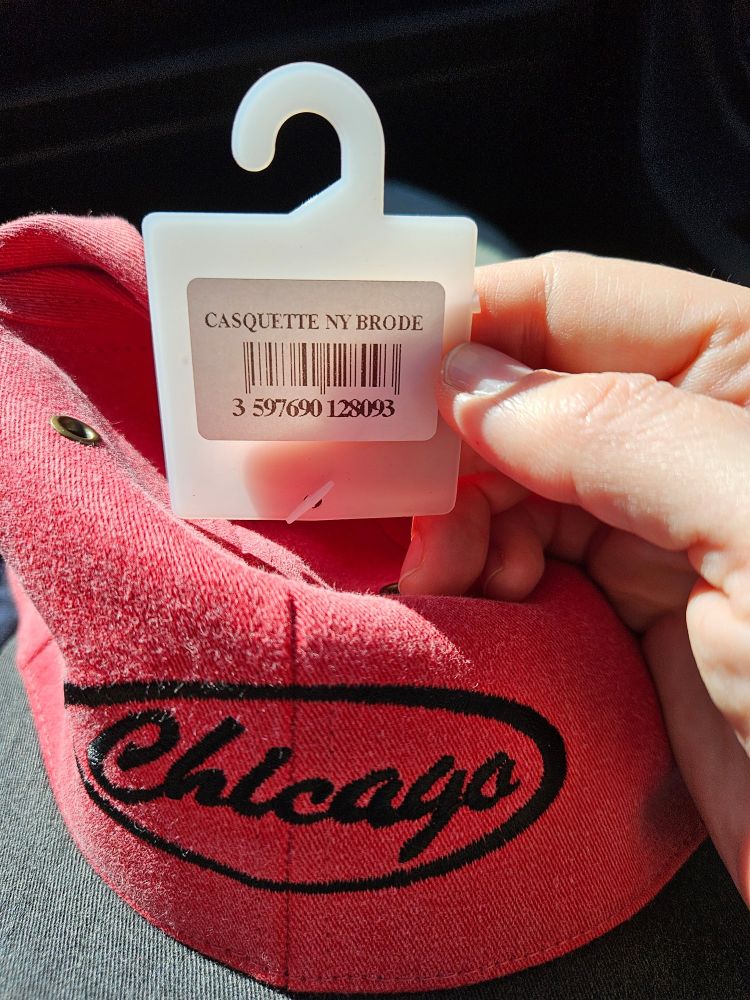 CASQUETTE NY BRODE
3 597690 128093
Chicago